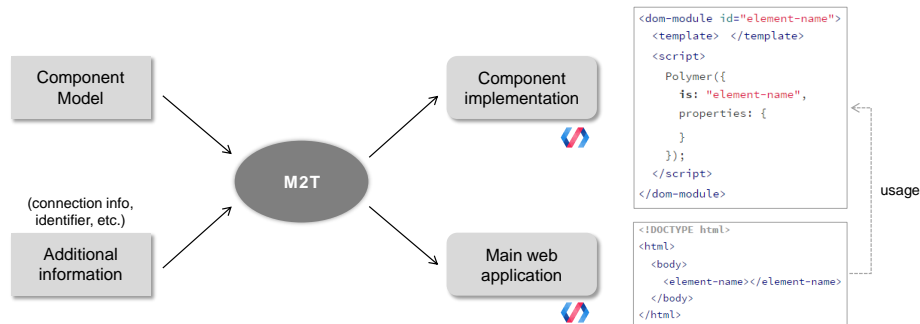 Component
Model
(connection info,
identifier, etc.)
Additional
information
M2T
Component
implementation
Main web
application
<dom-module id="element-name">
<template>  </template>
<script>
Polymer({
is: "element-name",
properties: {
}
});
</script>
</dom-module>
usage
<!DOCTYPE html>
<html>
<body>
<element-name></element-name>
</body>
</html>